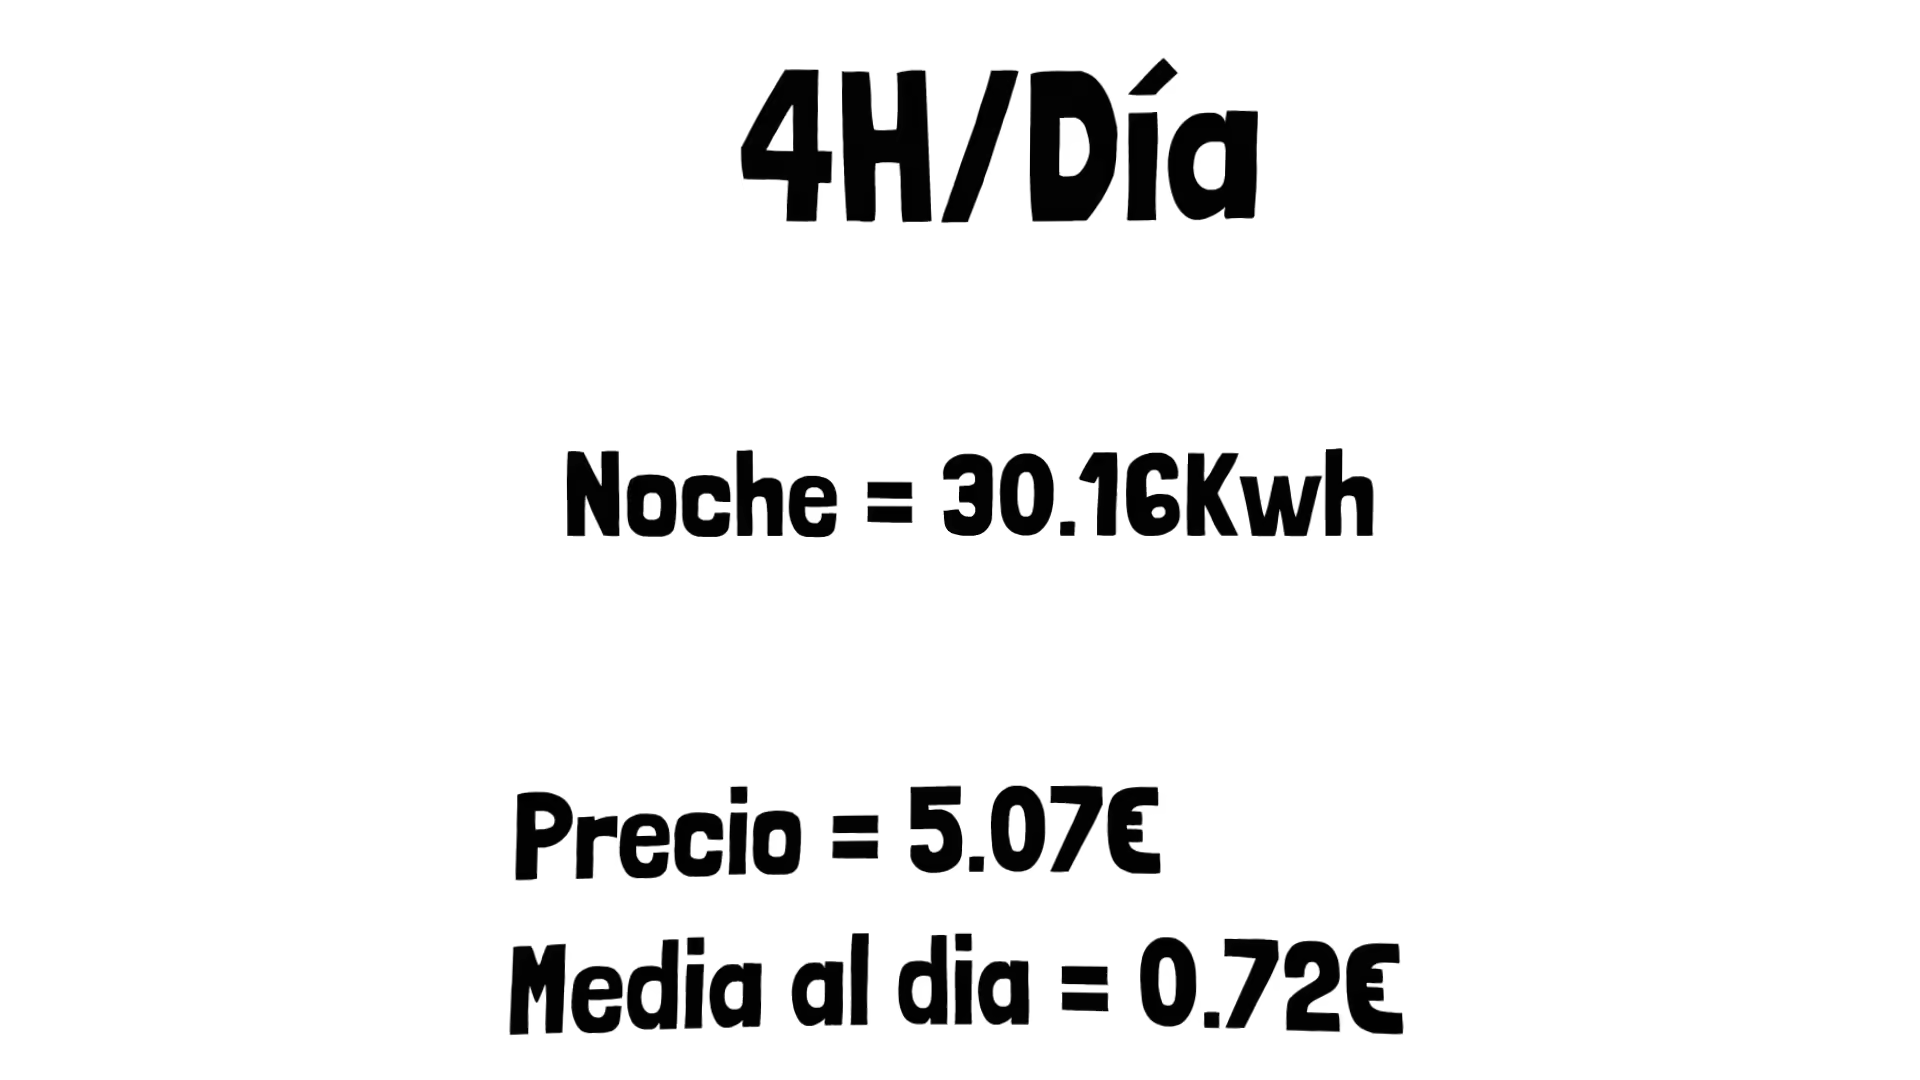 4H/Día
Noche = 30.16Kwh
Precio = 5.07€
Media al dia = 0.72€